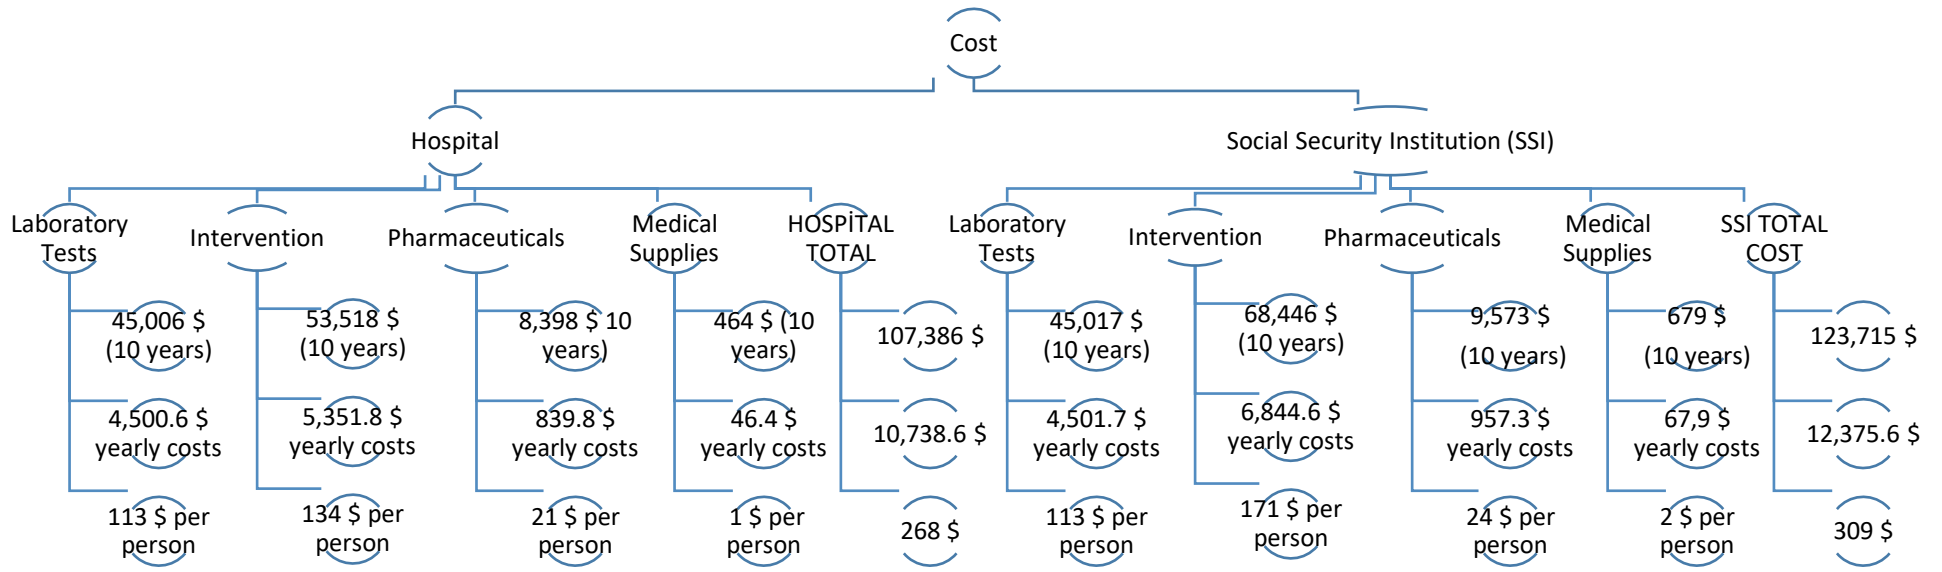 Cost
Hospital
Social Security Institution (SSI)
Laboratory
Tests
Intervention
Pharmaceuticals
Medical
Supplies
HOSPİTAL
TOTAL
Laboratory
Tests
Intervention
Pharmaceuticals
Medical
Supplies
SSI TOTAL
COST
45,006 $
(10 years)
53,518 $
(10 years)
8,398 $ 10
years)
464 $ (10
years)
107,386 $
45,017 $
(10 years)
68,446 $
(10 years)
9,573 $
(10 years)
679 $
(10 years)
123,715 $
4,500.6 $
yearly costs
5,351.8 $
yearly costs
839.8 $
yearly costs
46.4 $
yearly costs
10,738.6 $
4,501.7 $
yearly costs
6,844.6 $
yearly costs
957.3 $
yearly costs
67,9 $
yearly costs
12,375.6 $
113 $ per
person
134 $ per
person
21 $ per
person
1 $ per
person
268 $
113 $ per
person
171 $ per
person
24 $ per
person
2 $ per
person
309 $